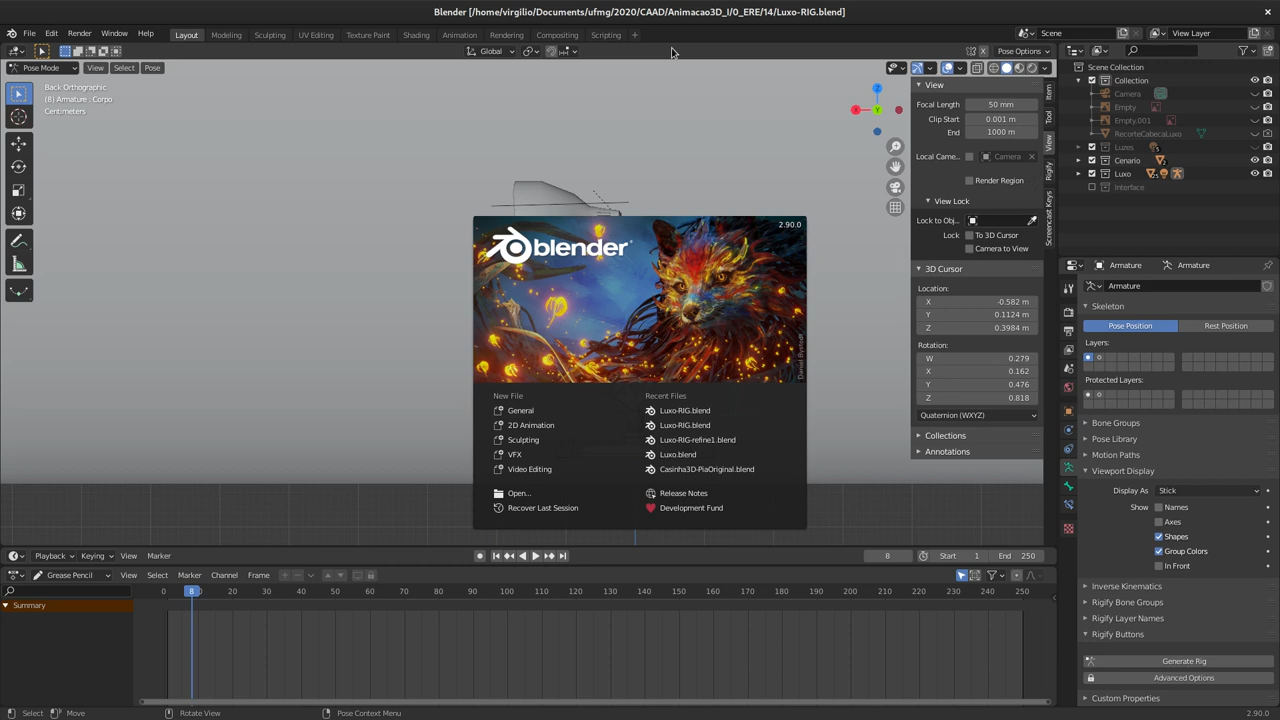 Blender [/home/virgilio/Documents/ufmg/2020/CAAD/Animacao3D_I/0_ERE/14/Luxo-RIG.blend]
File Edit Render Window Help Layout Modeling Sculpting UV Editing Texture Paint Shading Animation Rendering Compositing Scripting + Scene View Layer
Global Pose Options
Pose Mode View Select Pose
Back Orthographic
(8) Armature : Corpo
Centimeters
Z
X
Y
View
Focal Length 50 mm
Clip Start 0.001 m
End 1000 m
Local Came... Camera
Render Region
View Lock
Lock to Obj...
Lock To 3D Cursor
Camera to View
3D Cursor
Location:
X -0.582 m
Y 0.1124 m
Z 0.3984 m
Rotation:
W 0.279
X 0.162
Y 0.476
Z 0.818
Quaternion (WXYZ)
Collections
Annotations
Item
Tool
View
Rigify
Screencast Keys
Scene Collection
Collection
Camera
Empty
Empty.001
RecorteCabecaLuxo
Luzes
Cenario
Luxo
Interface
Armature Armature
Armature
Skeleton
Pose Position Rest Position
Layers:
Protected Layers:
Bone Groups
Pose Library
Motion Paths
Viewport Display
Display As Stick
Show Names
Axes
Shapes
Group Colors
In Front
Inverse Kinematics
Rigify Bone Groups
Rigify Layer Names
Rigify Buttons
Generate Rig
Advanced Options
Custom Properties
2.90.0
blender
Daniel Bystedt
New File
General
2D Animation
Sculpting
VFX
Video Editing
Open...
Recover Last Session
Recent Files
Luxo-RIG.blend
Luxo-RIG.blend
Luxo-RIG-refine1.blend
Luxo.blend
Casinha3D-PiaOriginal.blend
Release Notes
Development Fund
Playback Keying View Marker 8 Start 1 End 250
Grease Pencil View Select Marker Channel Frame
0 8 20 30 40 50 60 70 80 90 100 110 120 130 140 150 160 170 180 190 200 210 220 230 240 250
Summary
Select Move Rotate View Pose Context Menu 2.90.0